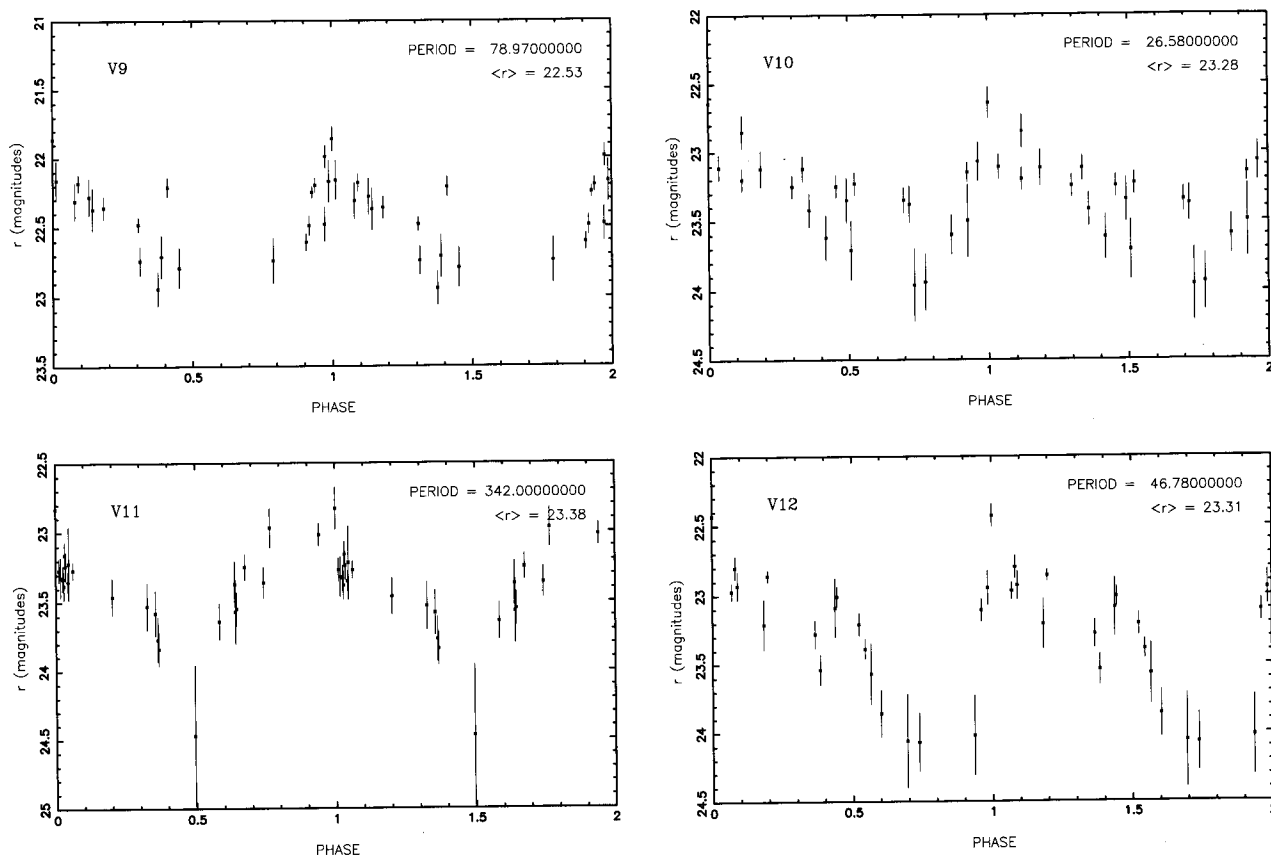 21
21.5
22
22.5
23
23.5
r (magnitudes)
V9
PERIOD = 78.97000000
<r> = 22.53
0
0.5
1
1.5
2
PHASE
22
22.5
23
23.5
24
24.5
r (magnitudes)
V10
PERIOD = 26.58000000
<r> = 23.28
0
0.5
1
1.5
2
PHASE
22.5
23
23.5
24
24.5
25
r (magnitudes)
V11
PERIOD = 342.00000000
<r> = 23.38
0
0.5
1
1.5
2
PHASE
22
22.5
23
23.5
24
24.5
r (magnitudes)
V12
PERIOD = 46.78000000
<r> = 23.31
0
0.5
1
1.5
PHASE